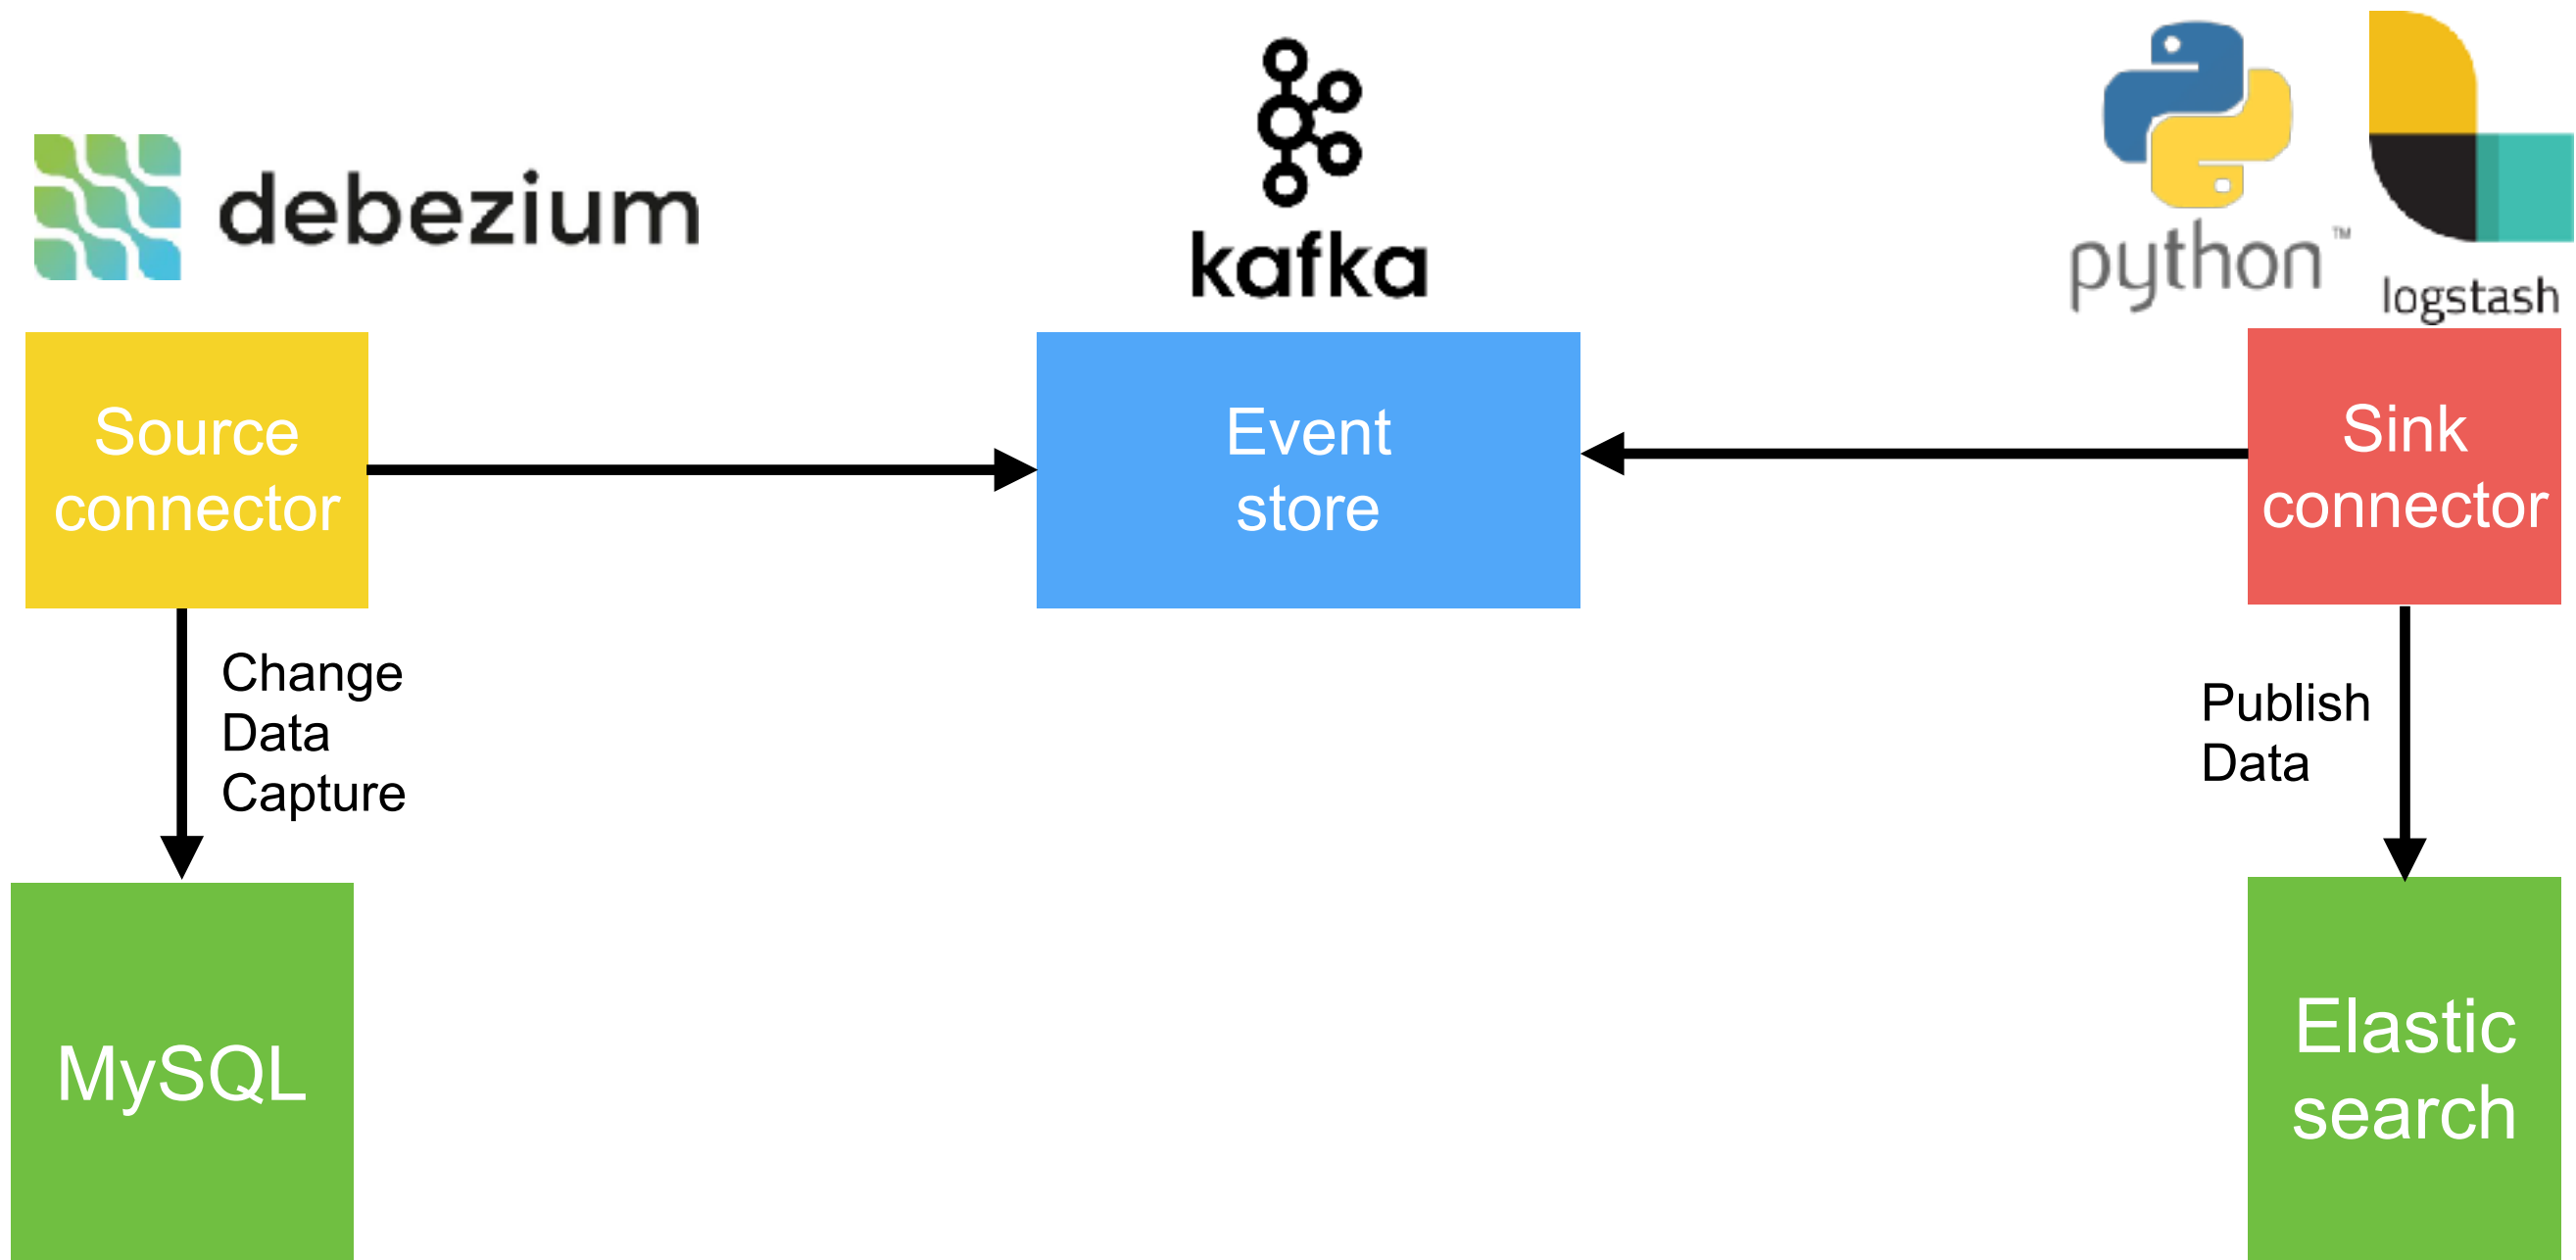 debezium
kafka
python™
logstash
Source
connector
Event
store
Sink
connector
Change
Data
Capture
Publish
Data
MySQL
Elastic
search